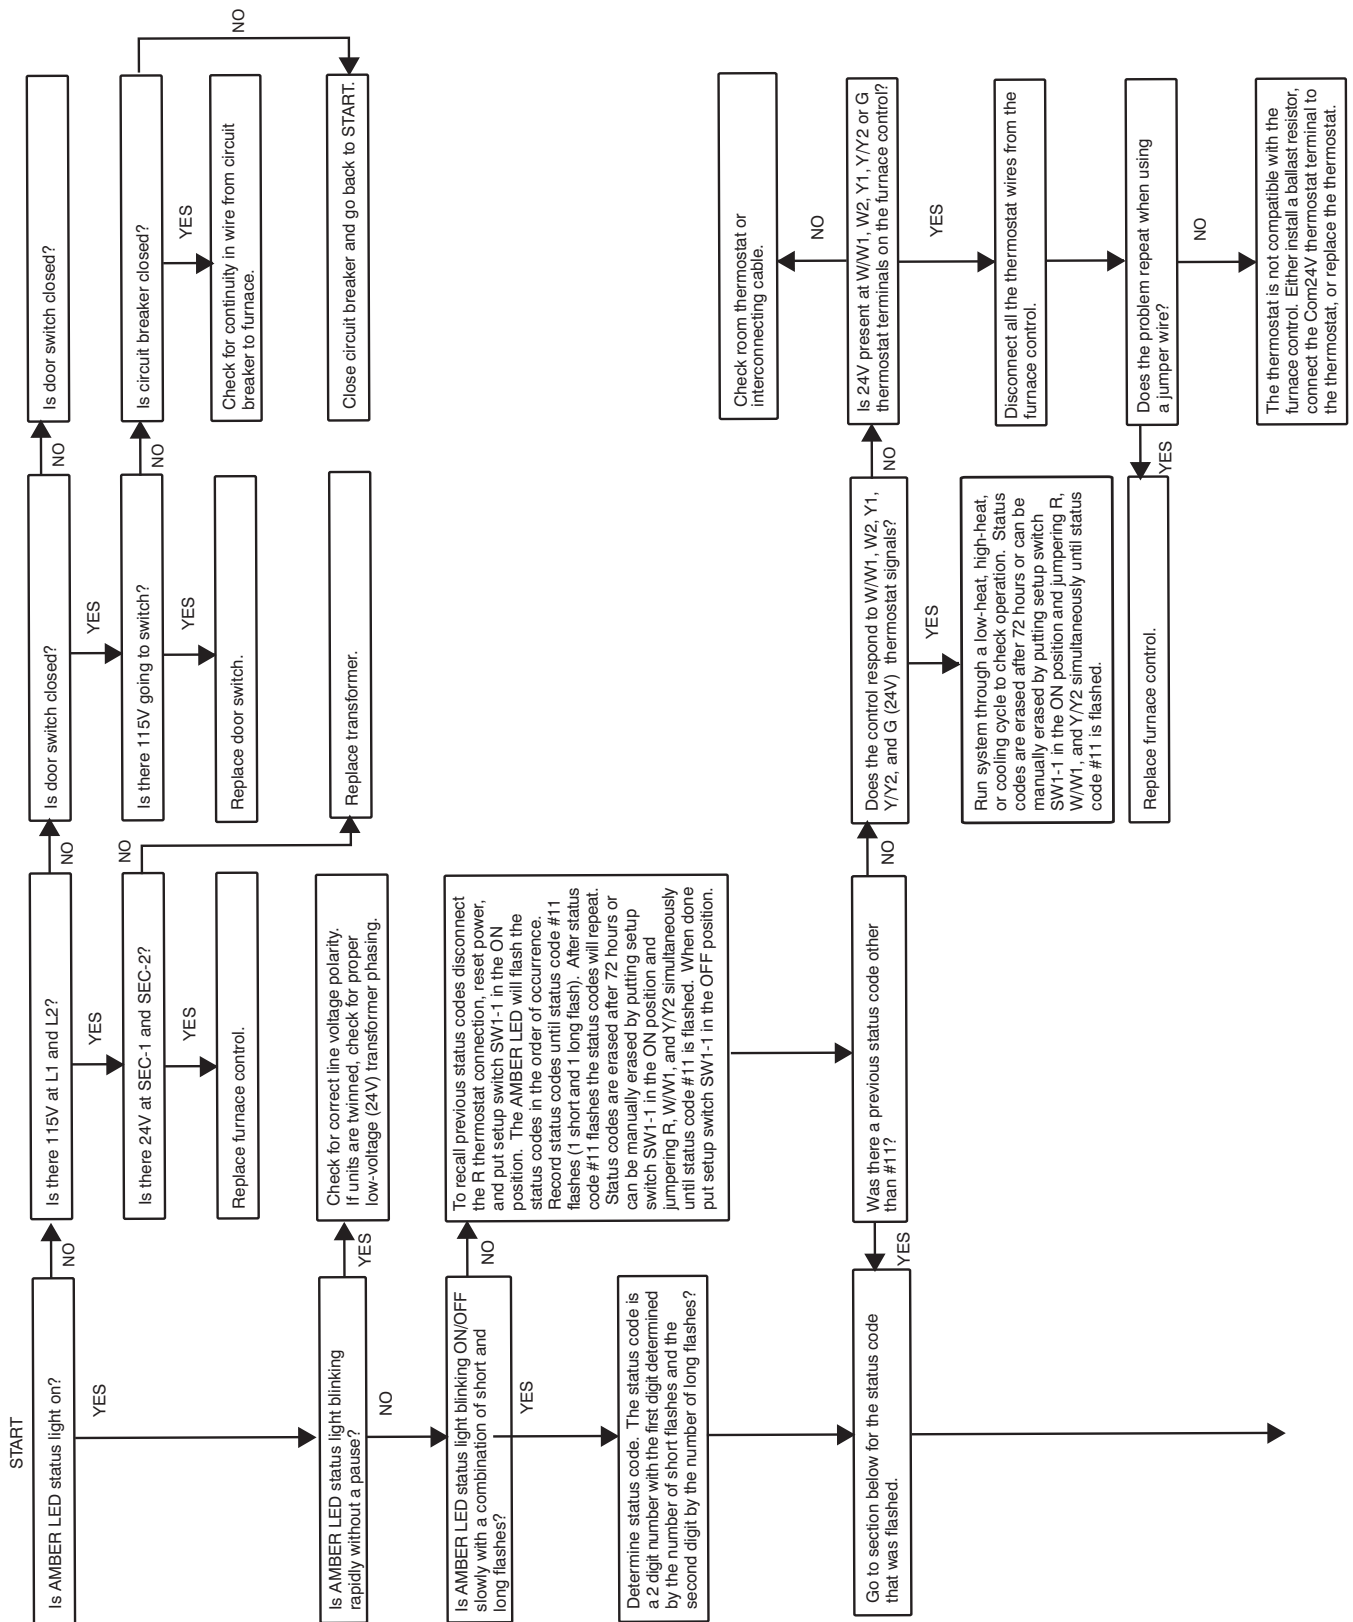 START
Is AMBER LED status light on?
NO
YES
Is there 115V at L1 and L2?
NO
YES
Is door switch closed?
NO
YES
Is door switch closed?
Is there 24V at SEC-1 and SEC-2?
NO
YES
Is there 115V going to switch?
NO
YES
Is circuit breaker closed?
NO
YES
Replace furnace control.
Replace door switch.
Check for continuity in wire from circuit
breaker to furnace.
Is AMBER LED status light blinking
rapidly without a pause?
YES
NO
Check for correct line voltage polarity.
If units are twinned, check for proper
low-voltage (24V) transformer phasing.
Replace transformer.
Close circuit breaker and go back to START.
Is AMBER LED status light blinking ON/OFF
slowly with a combination of short and
long flashes?
NO
YES
To recall previous status codes disconnect
the R thermostat connection, reset power,
and put setup switch SW1-1 in the ON
position. The AMBER LED will flash the
status codes in the order of occurrence.
Record status codes until status code #11
flashes (1 short and 1 long flash). After status
code #11 flashes the status codes will repeat.
Status codes are erased after 72 hours or
can be manually erased by putting setup
switch SW1-1 in the ON position and
jumpering R, W/W1, and Y/Y2 simultaneously
until status code #11 is flashed. When done
put setup switch SW1-1 in the OFF position.
Determine status code. The status code is
a 2 digit number with the first digit determined
by the number of short flashes and the
second digit by the number of long flashes?
Go to section below for the status code
that was flashed.
YES
Was there a previous status code other
than #11?
NO
Does the control respond to W/W1, W2, Y1,
Y/Y2, and G (24V) thermostat signals?
NO
YES
Is 24V present at W/W1, W2, Y1, Y/Y2 or G
thermostat terminals on the furnace control?
NO
YES
Check room thermostat or
interconnecting cable.
Run system through a low-heat, high-heat,
or cooling cycle to check operation. Status
codes are erased after 72 hours or can be
manually erased by putting setup switch
SW1-1 in the ON position and jumpering R,
W/W1, and Y/Y2 simultaneously until status
code #11 is flashed.
Disconnect all the thermostat wires from the
furnace control.
Replace furnace control.
YES
Does the problem repeat when using
a jumper wire?
NO
The thermostat is not compatible with the
furnace control. Either install a ballast resistor,
connect the Com24V thermostat terminal to
the thermostat, or replace the thermostat.